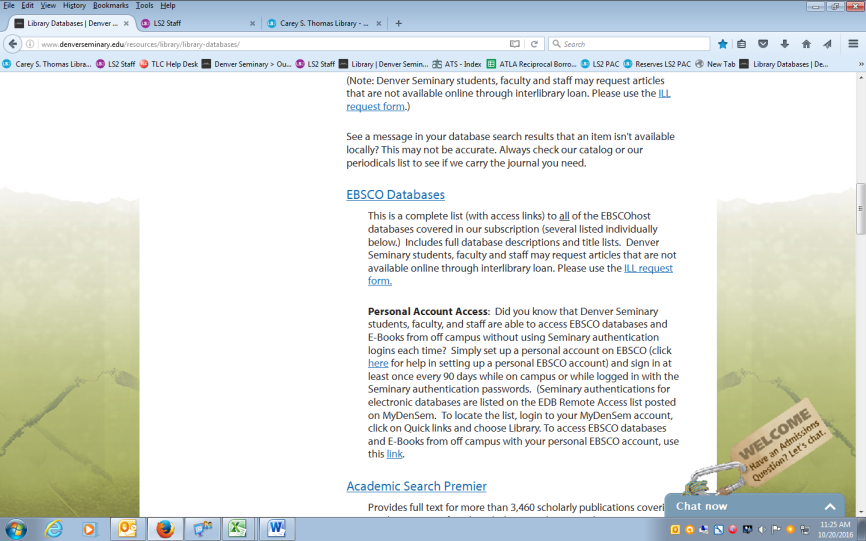 File Edit View History Bookmarks Tools Help
Library Databases | Denver ... × LS2 Staff × Carey S. Thomas Library - ... × +
www.denverseminary.edu/resources/library/library-databases/ Search
Carey S. Thomas Libra... LS2 Staff TLC Help Desk Denver Seminary > Ou... LS2 Staff Library | Denver Semin... ATS - Index ATLA Reciprocal Borro... LS2 PAC Reserves LS2 PAC New Tab Library Databases | De... »
(Note: Denver Seminary students, faculty and staff may request articles
that are not available online through interlibrary loan. Please use the ILL
request form.)
See a message in your database search results that an item isn't available
locally? This may not be accurate. Always check our catalog or our
periodicals list to see if we carry the journal you need.
EBSCO Databases
This is a complete list (with access links) to all of the EBSCOhost
databases covered in our subscription (several listed individually
below.) Includes full database descriptions and title lists. Denver
Seminary students, faculty and staff may request articles that are not
available online through interlibrary loan. Please use the ILL request
form.
Personal Account Access: Did you know that Denver Seminary
students, faculty, and staff are able to access EBSCO databases and
E-Books from off campus without using Seminary authentication
logins each time? Simply set up a personal account on EBSCO (click
here for help in setting up a personal EBSCO account) and sign in at
least once every 90 days while on campus or while logged in with the
Seminary authentication passwords. (Seminary authentications for
electronic databases are listed on the EDB Remote Access list posted
on MyDenSem. To locate the list, login to your MyDenSem account,
click on Quick links and choose Library. To access EBSCO databases
and E-Books from off campus with your personal EBSCO account, use
this link.
WELCOME
Have an Admissions
Question? Let's chat.
Academic Search Premier
Provides full text for more than 3,460 scholarly publications coveri
Chat now
11:25 AM
10/20/2016